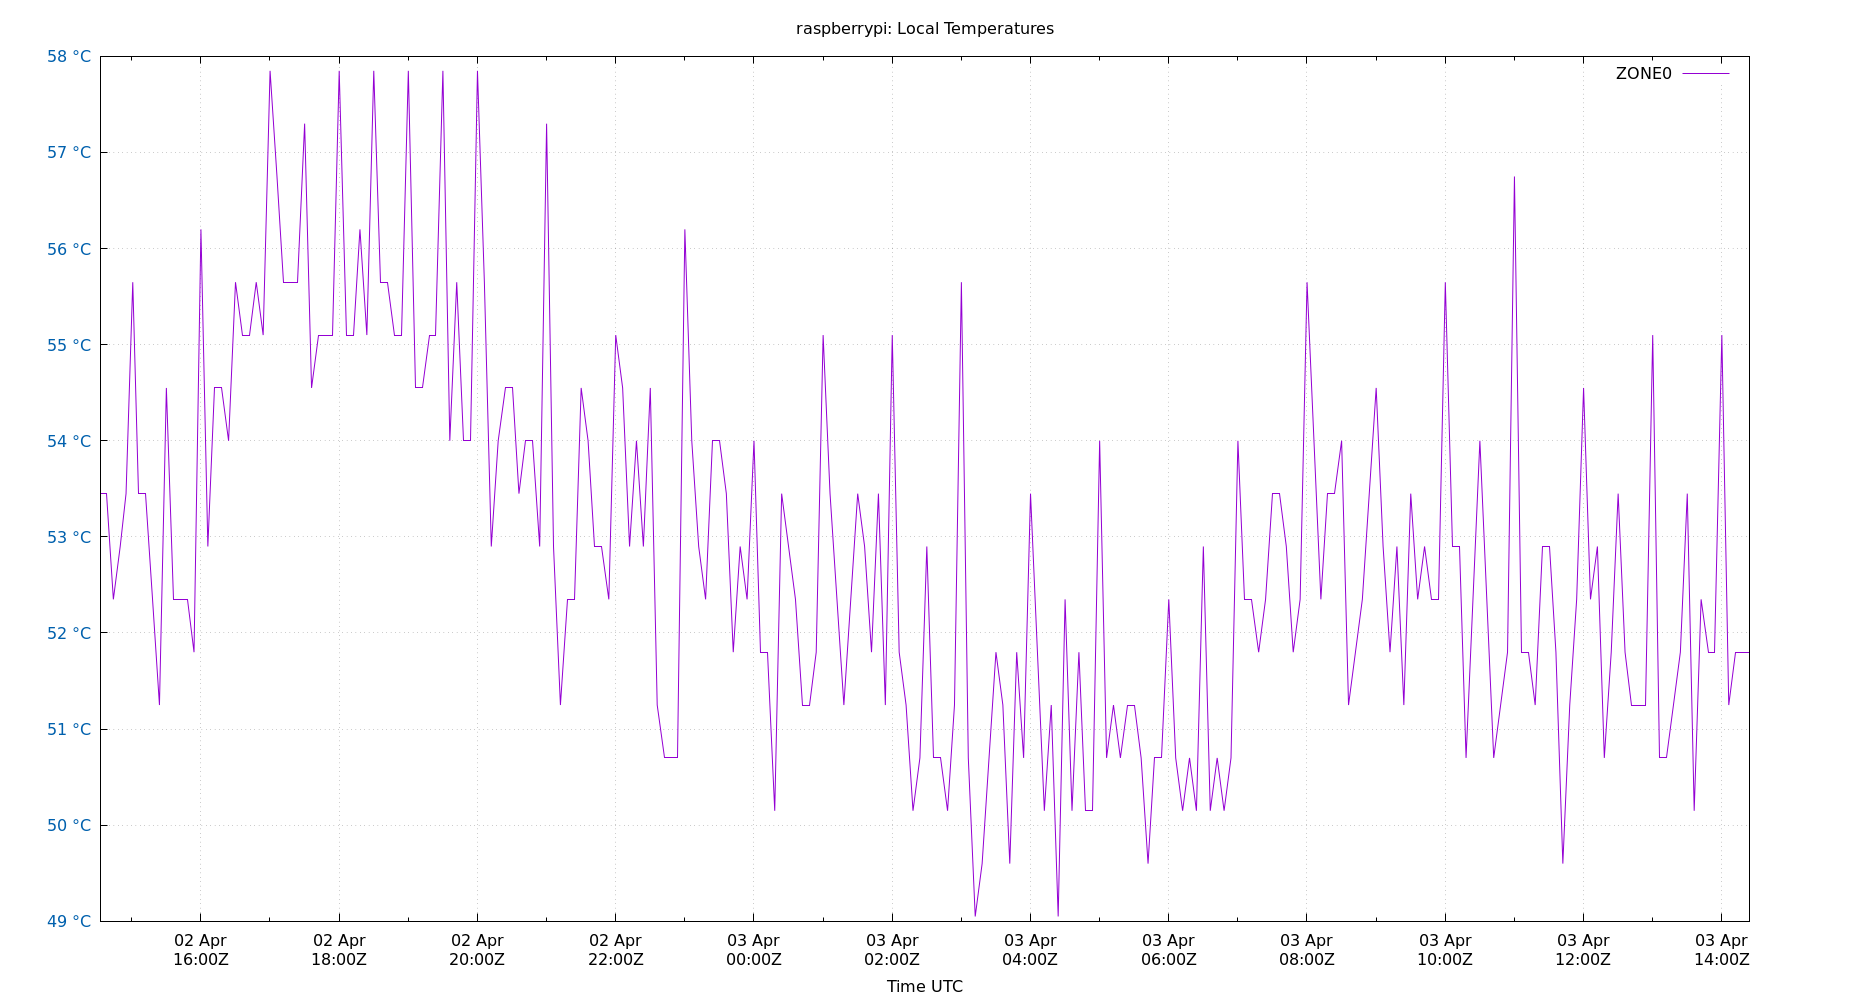 raspberrypi: Local Temperatures
ZONE0
58 °C
57 °C
56 °C
55 °C
54 °C
53 °C
52 °C
51 °C
50 °C
49 °C
02 Apr 02 Apr 02 Apr 02 Apr 03 Apr 03 Apr 03 Apr 03 Apr 03 Apr 03 Apr 03 Apr 03 Apr
16:00Z 18:00Z 20:00Z 22:00Z 00:00Z 02:00Z 04:00Z 06:00Z 08:00Z 10:00Z 12:00Z 14:00Z
Time UTC